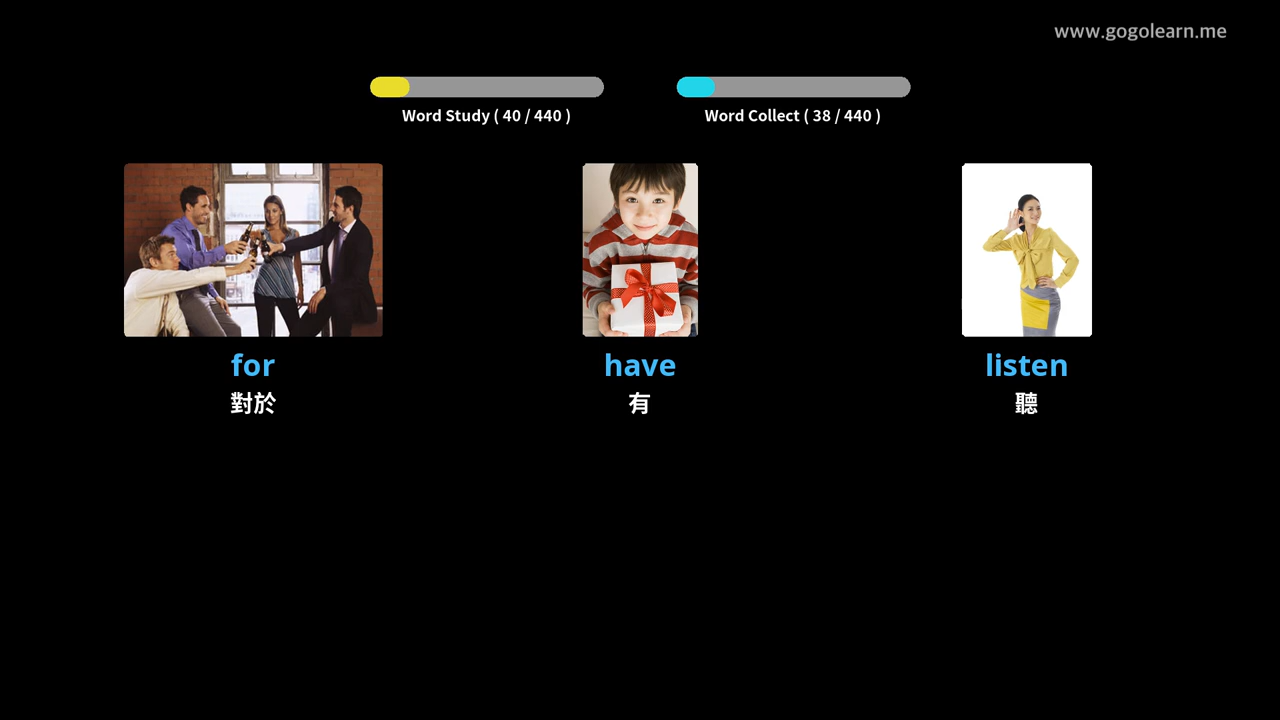 www.gogolearn.me
Word Study ( 40 / 440 )
Word Collect ( 38 / 440 )
for
對於
have
有
listen
聽